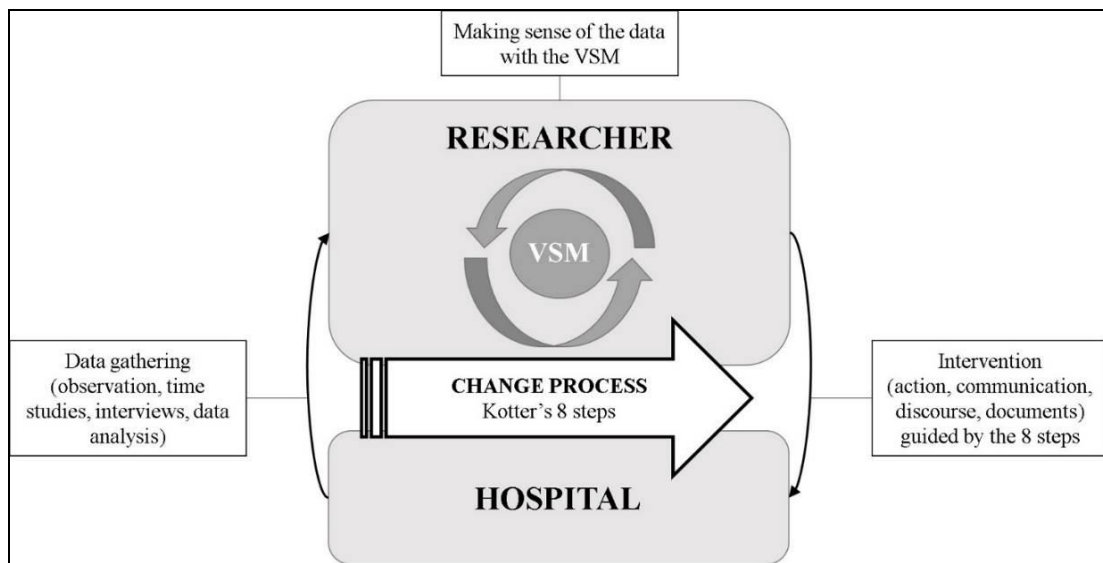 Making sense of the data
with the VSM
RESEARCHER
VSM
Data gathering
(observation, time
studies, interviews, data
analysis)
CHANGE PROCESS
Kotter's 8 steps
Intervention
(action, communication,
discourse, documents)
guided by the 8 steps
HOSPITAL